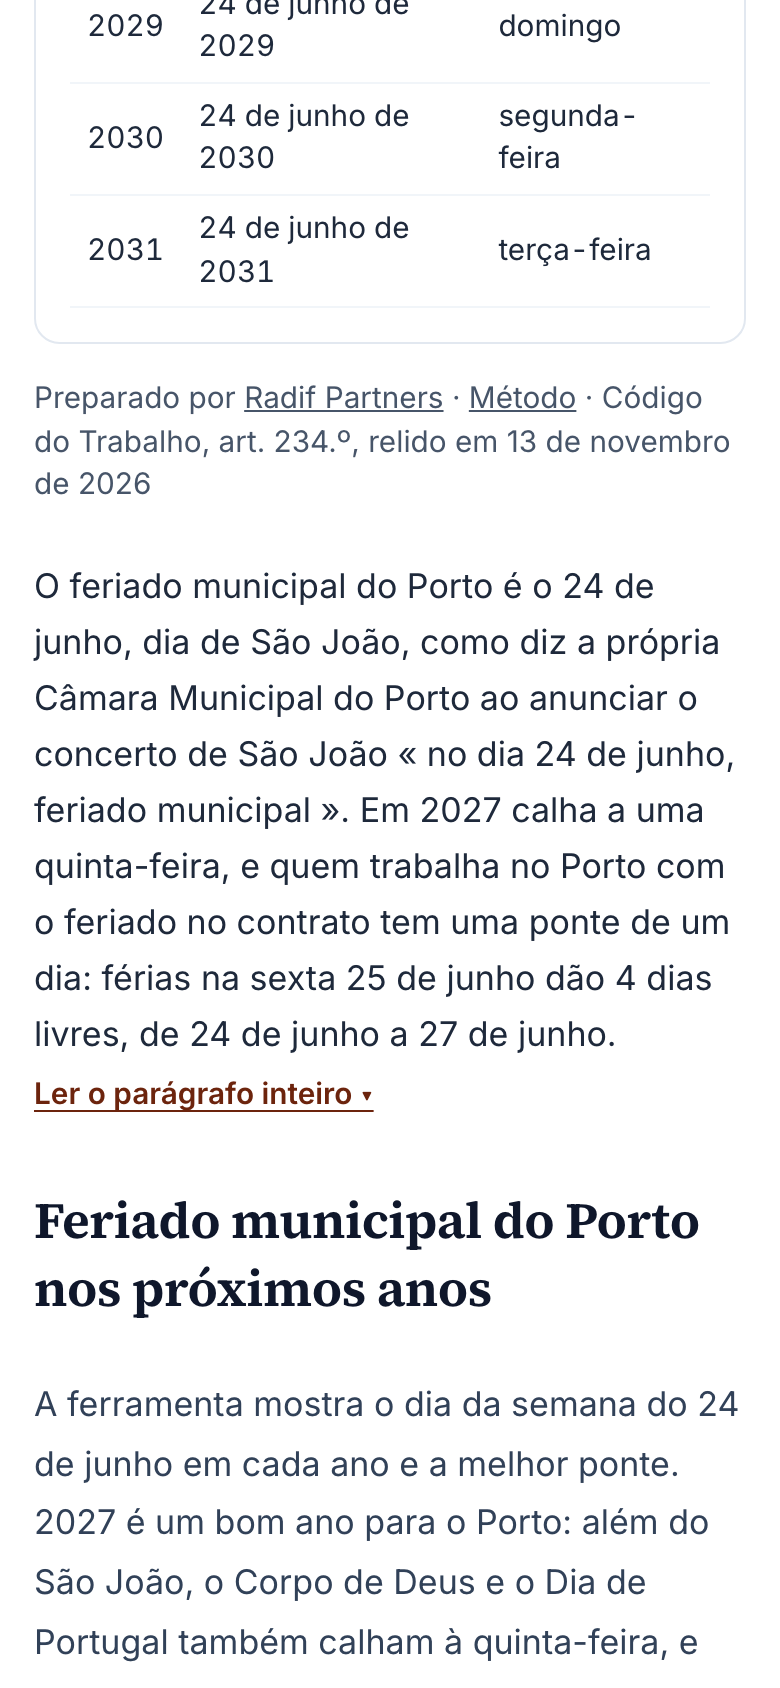 24 de junho de
2029
2029
domingo
2030
24 de junho de
2030
segunda-
feira
2031
24 de junho de
2031
terça-feira
Preparado por Radif Partners · Método · Código
do Trabalho, art. 234.º, relido em 13 de novembro
de 2026
O feriado municipal do Porto é o 24 de
junho, dia de São João, como diz a própria
Câmara Municipal do Porto ao anunciar o
concerto de São João « no dia 24 de junho,
feriado municipal ». Em 2027 calha a uma
quinta-feira, e quem trabalha no Porto com
o feriado no contrato tem uma ponte de um
dia: férias na sexta 25 de junho dão 4 dias
livres, de 24 de junho a 27 de junho.
Ler o parágrafo inteiro ▾
Feriado municipal do Porto
nos próximos anos
A ferramenta mostra o dia da semana do 24
de junho em cada ano e a melhor ponte.
2027 é um bom ano para o Porto: além do
São João, o Corpo de Deus e o Dia de
Portugal também calham à quinta-feira, e